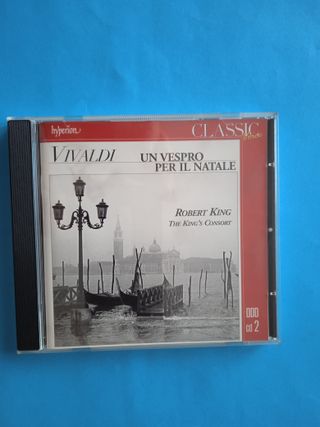 hyperion
CLASSIC
VIVALDI
UN VESPRO
PER IL NATALE
ROBERT KING
THE KING'S CONSORT
DDD
cd 2